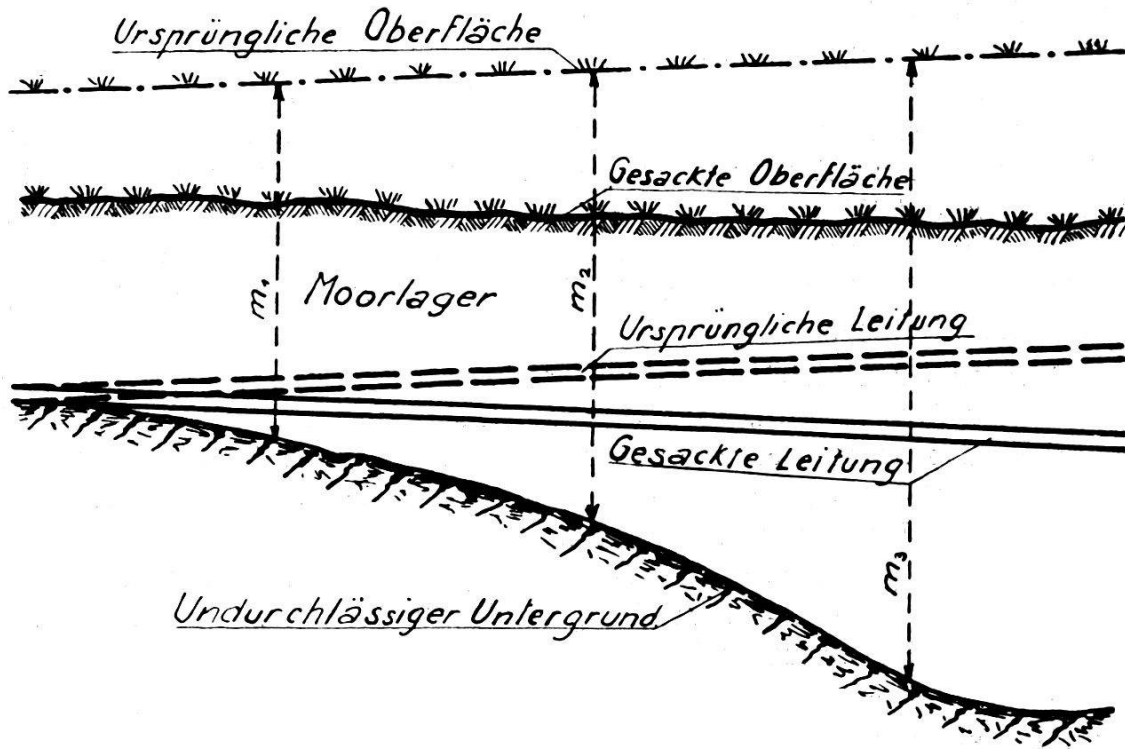 Ursprüngliche Oberfläche
Gesackte Oberfläche
m₁
Moorlager
m₂
Ursprüngliche Leitung
Gesackte Leitung
m₃
Undurchlässiger Untergrund